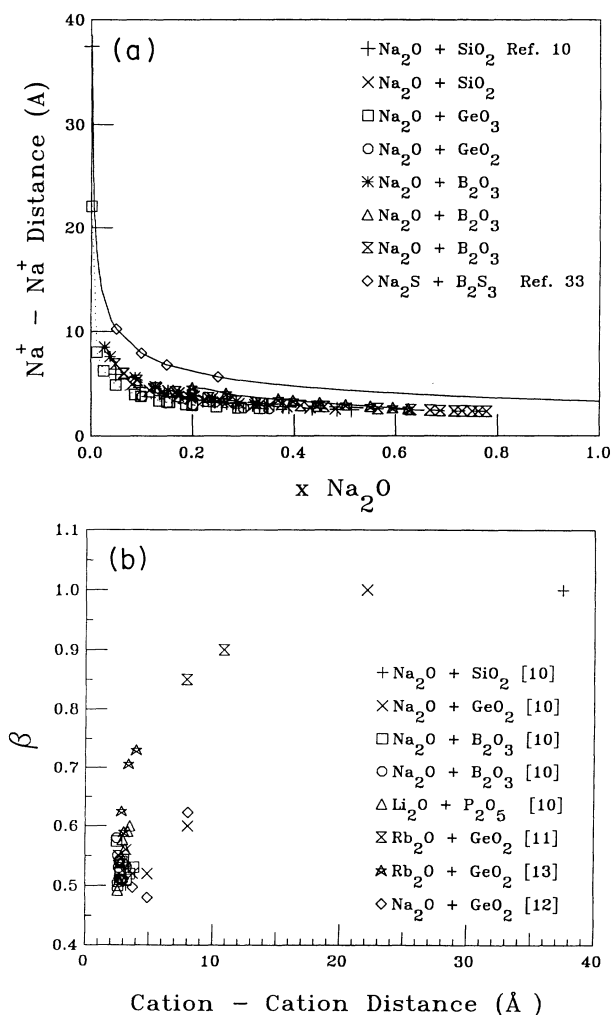 (a)
Na⁺ – Na⁺ Distance (A)
40
30
20
10
0
0.0 0.2 0.4 0.6 0.8 1.0
x Na₂O
Na₂O + SiO₂ Ref. 10
Na₂O + SiO₂
Na₂O + GeO₃
Na₂O + GeO₂
Na₂O + B₂O₃
Na₂O + B₂O₃
Na₂O + B₂O₃
Na₂S + B₂S₃ Ref. 33
(b)
β
1.1
1.0
0.9
0.8
0.7
0.6
0.5
0.4
0 10 20 30 40
Cation – Cation Distance (Å)
Na₂O + SiO₂ [10]
Na₂O + GeO₂ [10]
Na₂O + B₂O₃ [10]
Na₂O + B₂O₃ [10]
Li₂O + P₂O₅ [10]
Rb₂O + GeO₂ [11]
Rb₂O + GeO₂ [13]
Na₂O + GeO₂ [12]